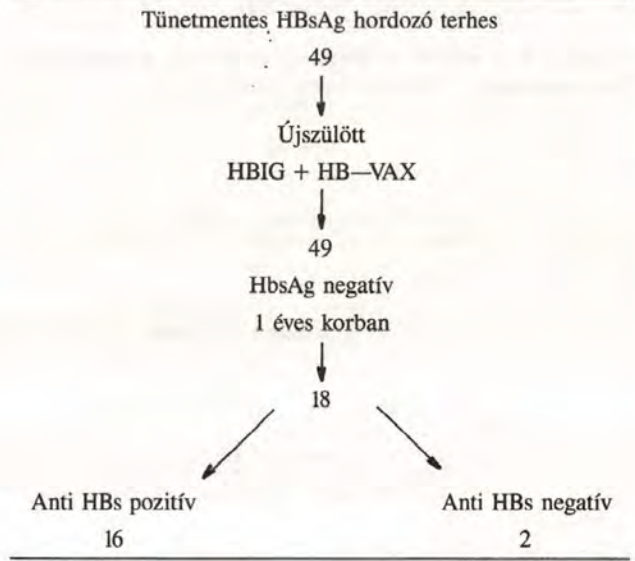 Tünetmentes HBsAg hordozó terhes
49
Újszülött
HBIG + HB—VAX
49
HbsAg negatív
1 éves korban
18
Anti HBs pozitív
Anti HBs negatív
16
2